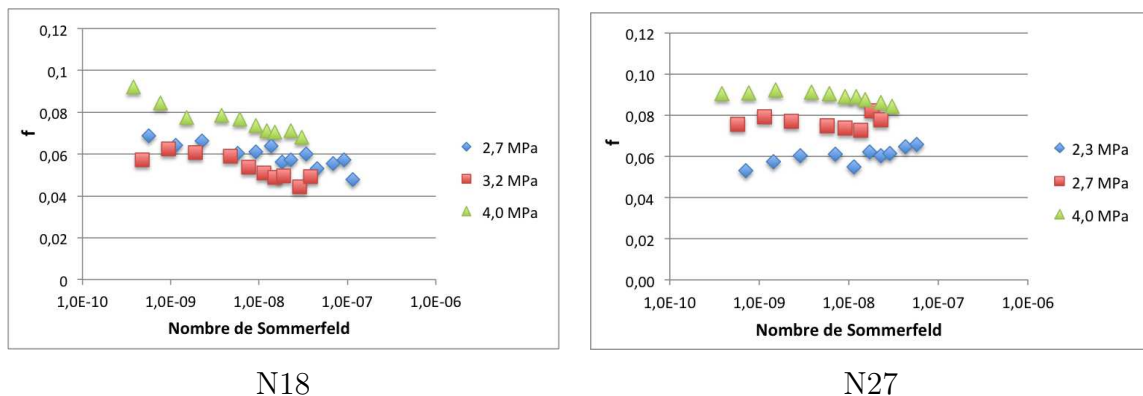 0,12
0,1
0,08
0,06
0,04
0,02
0
f
1,0E-10
1,0E-09
1,0E-08
1,0E-07
1,0E-06
Nombre de Sommerfeld
2,7 MPa
3,2 MPa
4,0 MPa
N18
0,12
0,10
0,08
0,06
0,04
0,02
0,00
f
1,0E-10
1,0E-09
1,0E-08
1,0E-07
1,0E-06
Nombre de Sommerfeld
2,3 MPa
2,7 MPa
4,0 MPa
N27